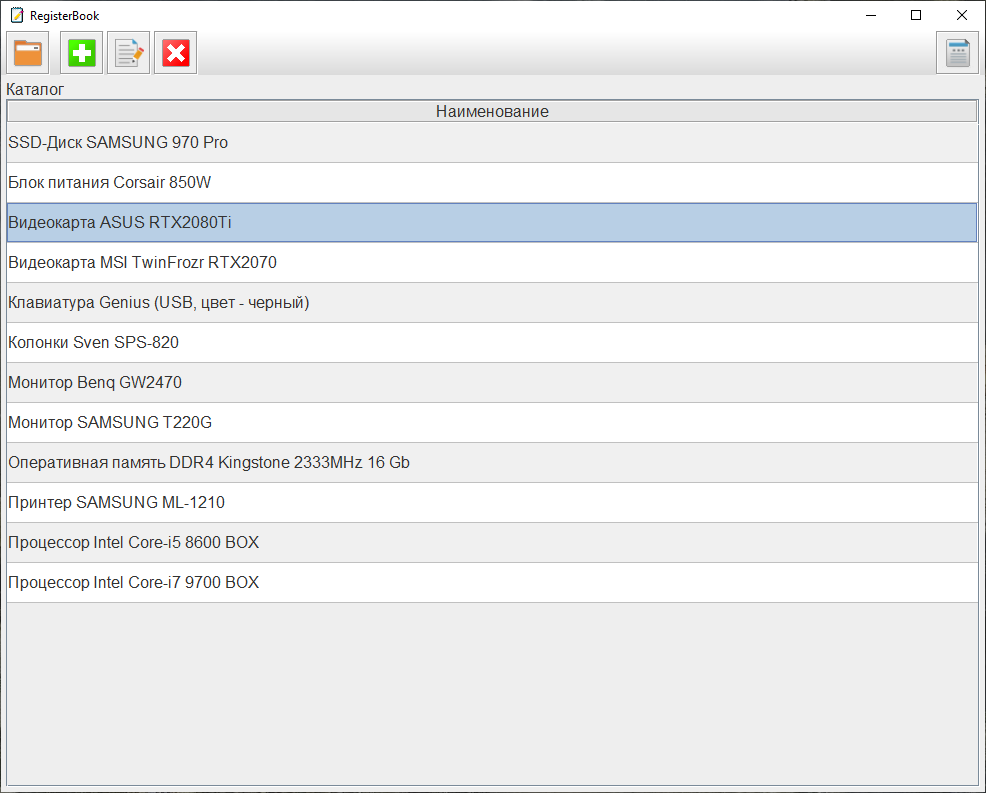 RegisterBook
Каталог
Наименование
SSD-Диск SAMSUNG 970 Pro
Блок питания Corsair 850W
Видеокарта ASUS RTX2080Ti
Видеокарта MSI TwinFrozr RTX2070
Клавиатура Genius (USB, цвет - черный)
Колонки Sven SPS-820
Монитор Benq GW2470
Монитор SAMSUNG T220G
Оперативная память DDR4 Kingstone 2333MHz 16 Gb
Принтер SAMSUNG ML-1210
Процессор Intel Core-i5 8600 BOX
Процессор Intel Core-i7 9700 BOX